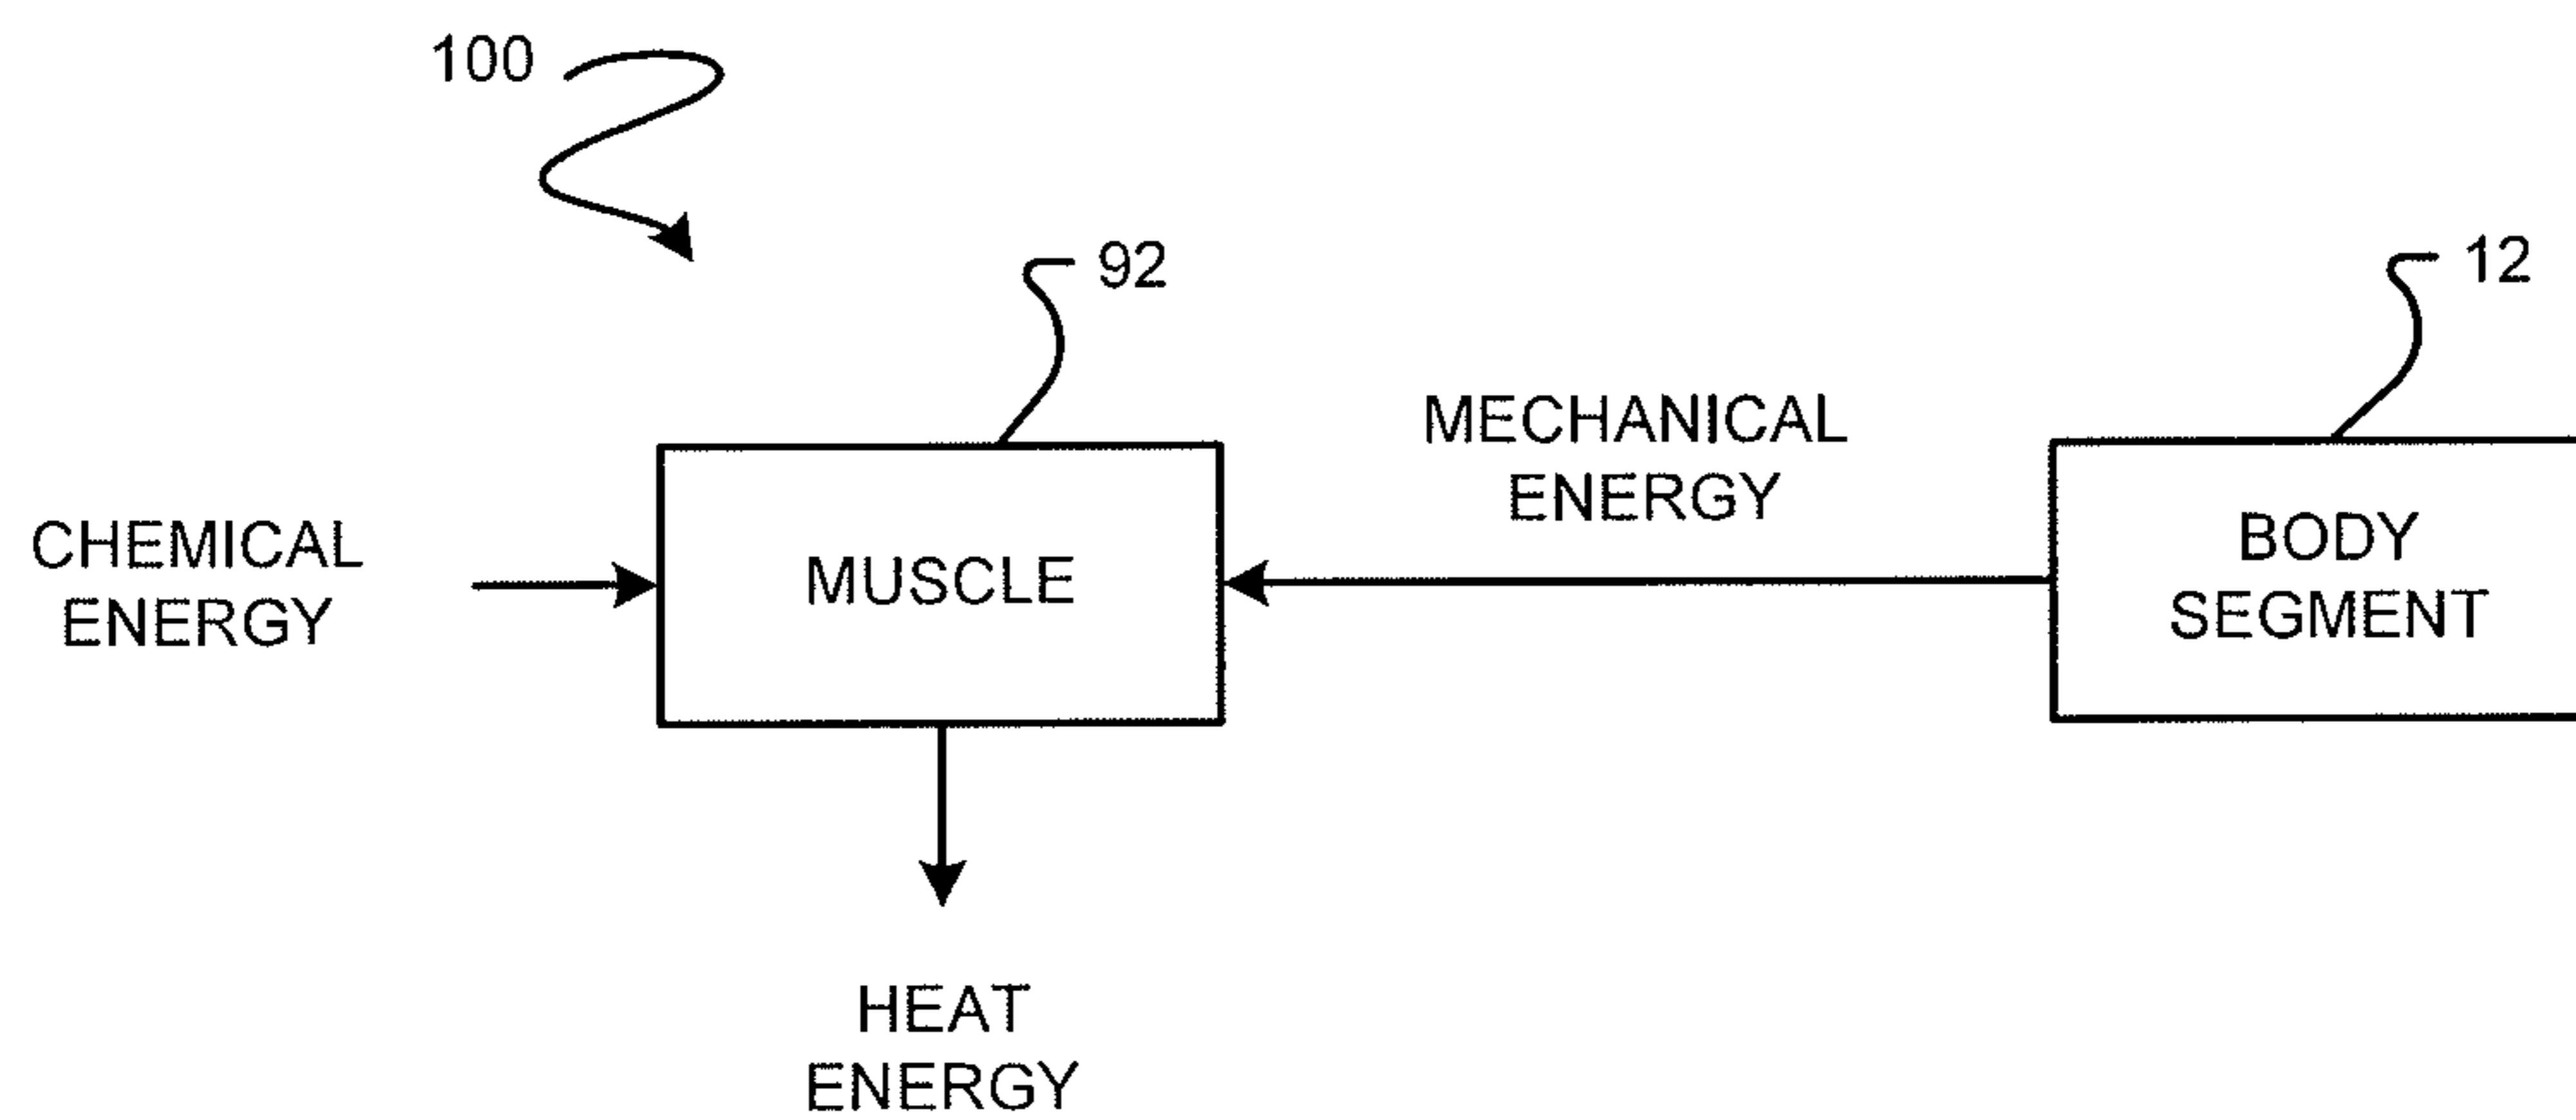 100
92
12
MECHANICAL
ENERGY
CHEMICAL
ENERGY
MUSCLE
BODY
SEGMENT
HEAT
ENERGY